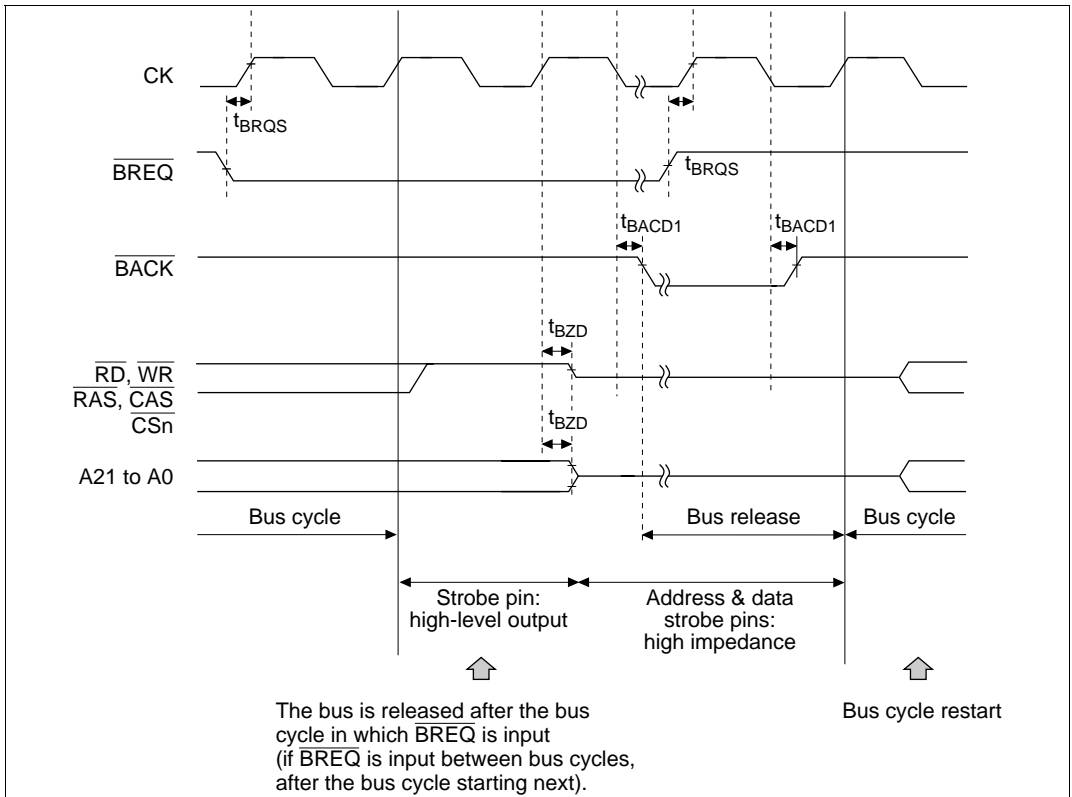 CK
tBRQS
BREQ
tBRQS
tBACD1
tBACD1
BACK
tBZD
RD, WR
RAS, CAS
CSn
tBZD
A21 to A0
Bus cycle
Bus release
Bus cycle
Strobe pin:
high-level output
Address & data
strobe pins:
high impedance
The bus is released after the bus
cycle in which BREQ is input
(if BREQ is input between bus cycles,
after the bus cycle starting next).
Bus cycle restart